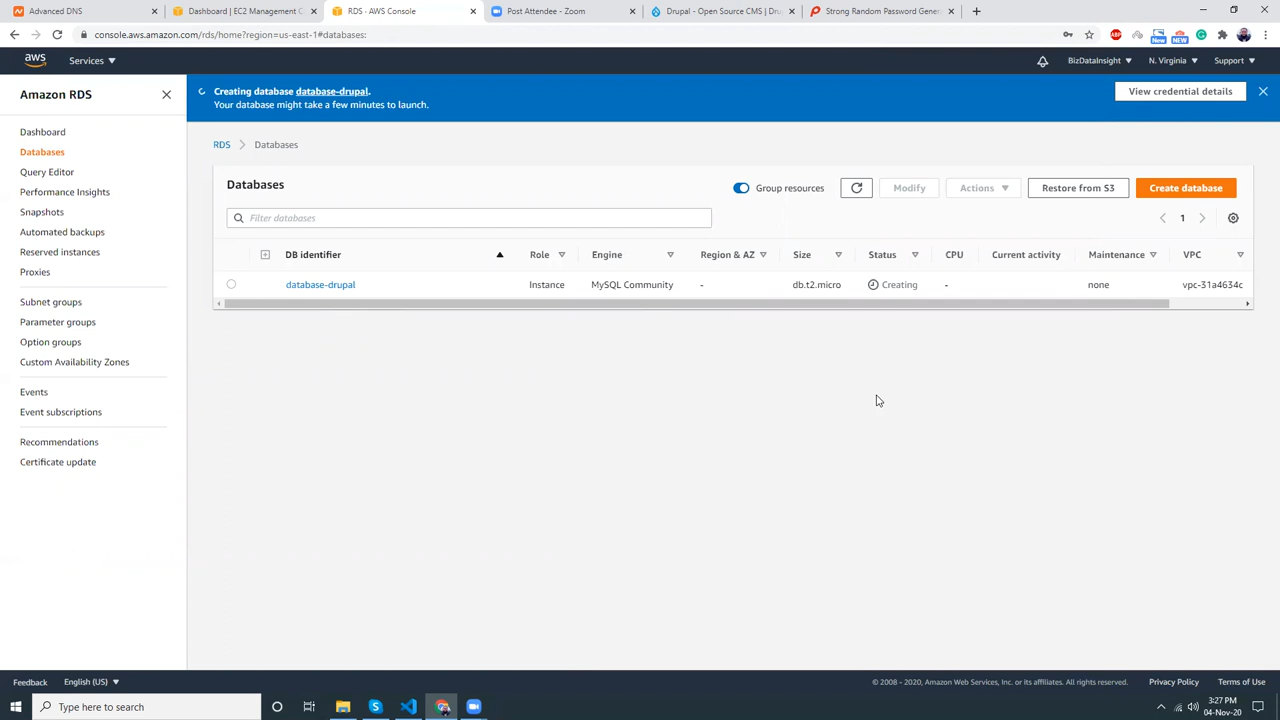 Advanced DNS
Dashboard | EC2 Management C
RDS · AWS Console
Post Attendee - Zoom
Drupal - Open Source CMS | Dru
Strong Random Password Gene
console.aws.amazon.com/rds/home?region=us-east-1#databases:
ABP
New
NEW
aws
Services
BizDataInsight
N. Virginia
Support
Amazon RDS
Creating database database-drupal.
Your database might take a few minutes to launch.
View credential details
Dashboard
Databases
Query Editor
Performance Insights
Snapshots
Automated backups
Reserved instances
Proxies
Subnet groups
Parameter groups
Option groups
Custom Availability Zones
Events
Event subscriptions
Recommendations
Certificate update
RDS > Databases
Databases
Group resources
Modify
Actions
Restore from S3
Create database
Filter databases
1
DB identifier
Role
Engine
Region & AZ
Size
Status
CPU
Current activity
Maintenance
VPC
database-drupal
Instance
MySQL Community
-
db.t2.micro
Creating
-
none
vpc-31a4634c
Feedback
English (US)
© 2008 - 2020, Amazon Web Services, Inc. or its affiliates. All rights reserved.
Privacy Policy
Terms of Use
Type here to search
3:27 PM
04-Nov-20